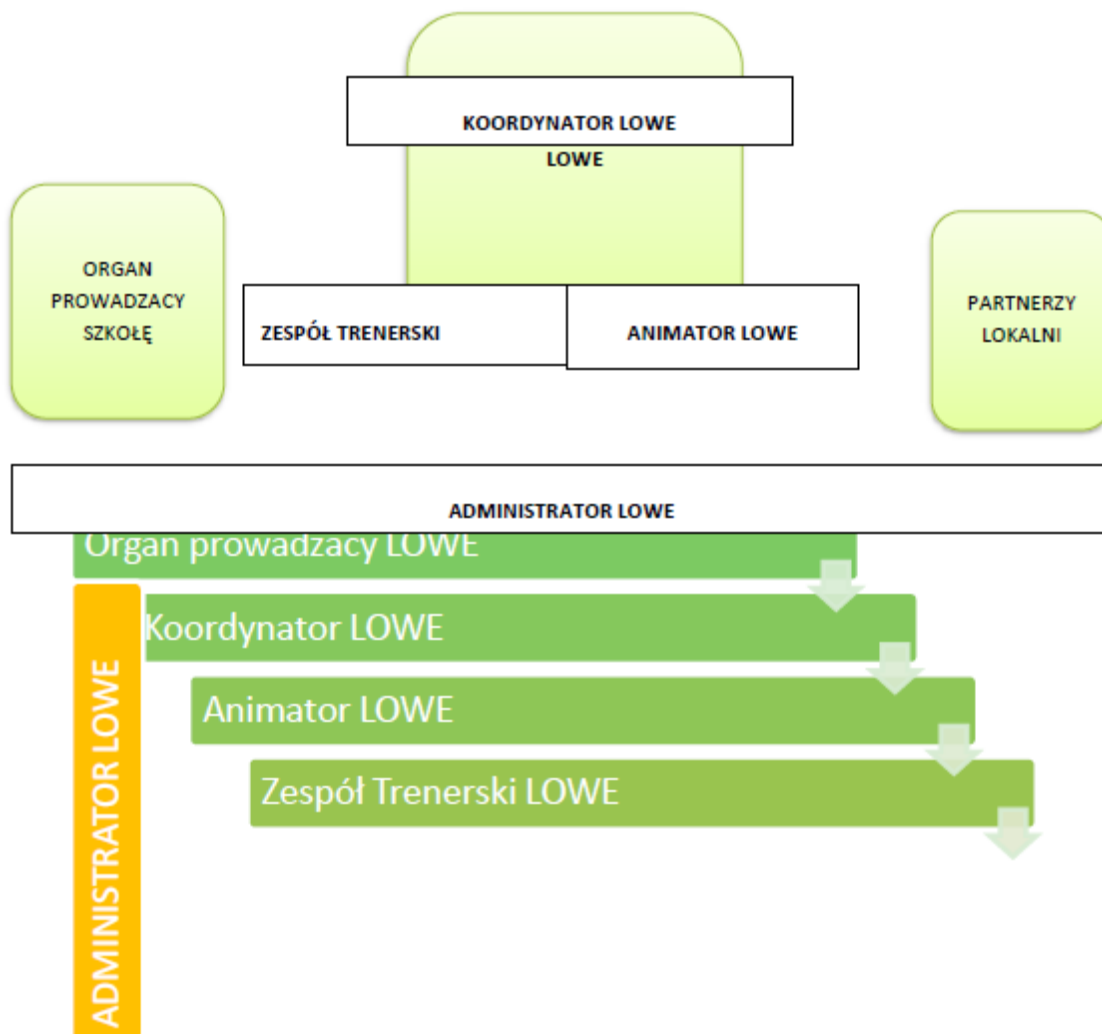 KOORDYNATOR LOWE
LOWE
ORGAN
PROWADZACY
SZKOŁĘ
ZESPÓŁ TRENERSKI
ANIMATOR LOWE
PARTNERZY
LOKALNI
ADMINISTRATOR LOWE
Organ prowadzacy LOWE
Koordynator LOWE
Animator LOWE
Zespół Trenerski LOWE
ADMINISTRATOR LOWE